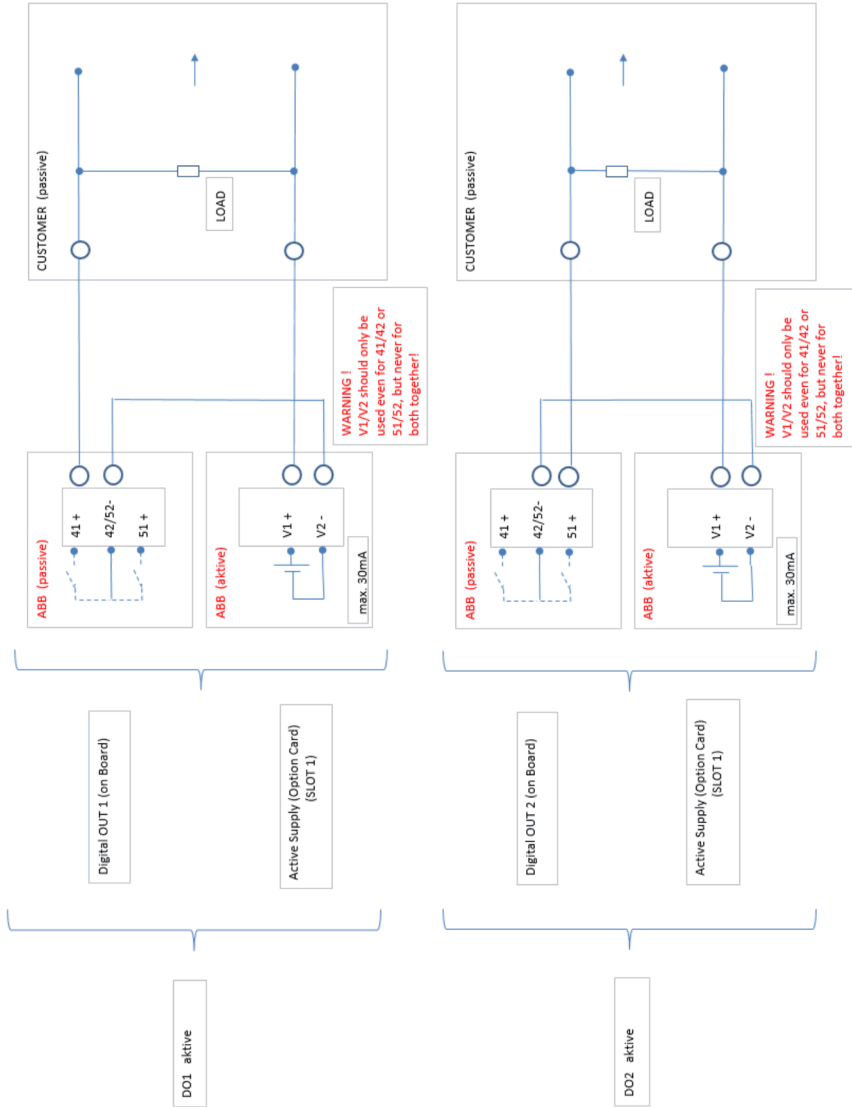 DO1 aktive
Digital OUT 1 (on Board)
Active Supply (Option Card)
(SLOT 1)
ABB (passive)
41 +
42/52-
51 +
ABB (aktive)
V1 +
V2 -
max. 30mA
WARNING !
V1/V2 should only be
used even for 41/42 or
51/52, but never for
both together!
CUSTOMER (passive)
LOAD
DO2 aktive
Digital OUT 2 (on Board)
Active Supply (Option Card)
(SLOT 1)
ABB (passive)
41 +
42/52-
51 +
ABB (aktive)
V1 +
V2 -
max. 30mA
WARNING !
V1/V2 should only be
used even for 41/42 or
51/52, but never for
both together!
CUSTOMER (passive)
LOAD